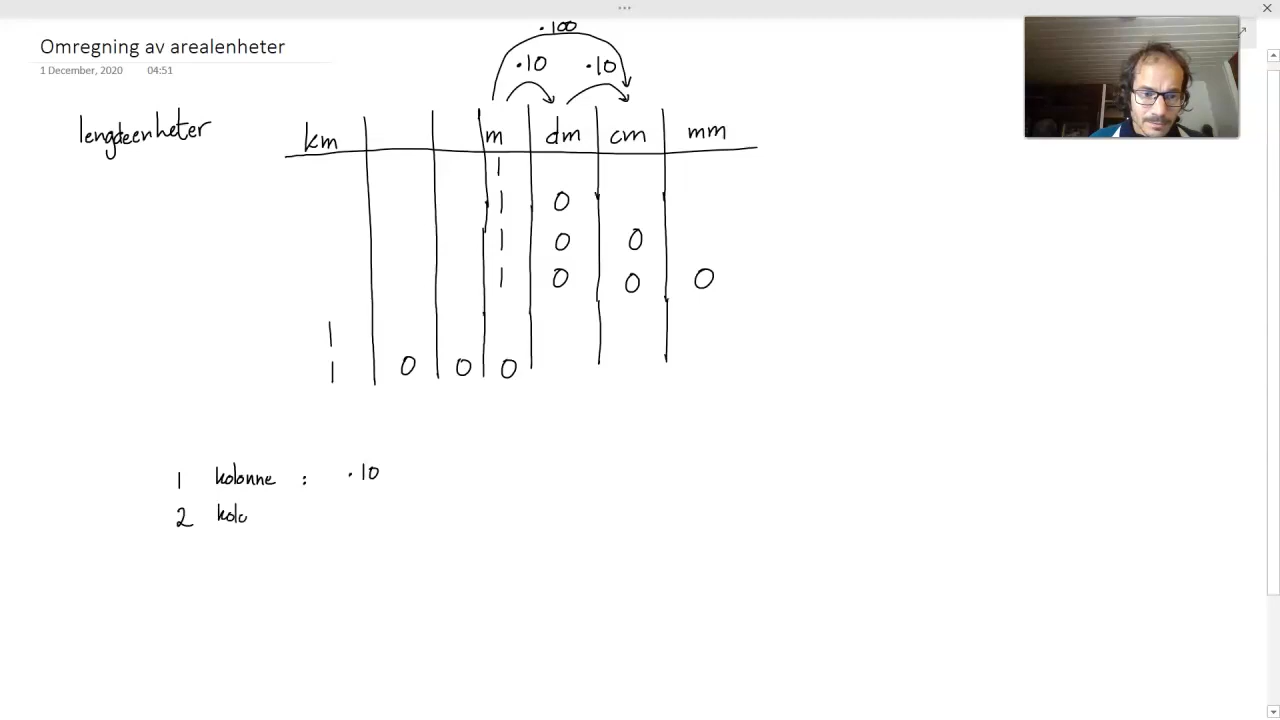 Omregning av arealenheter
1 December, 2020 04:51
·100
·10 ·10
lengdeenheter
km m dm cm mm
1
1 0
1 0 0
1 0 0 0
1
1 0 0 0
1 kolonne : ·10
2 kolo